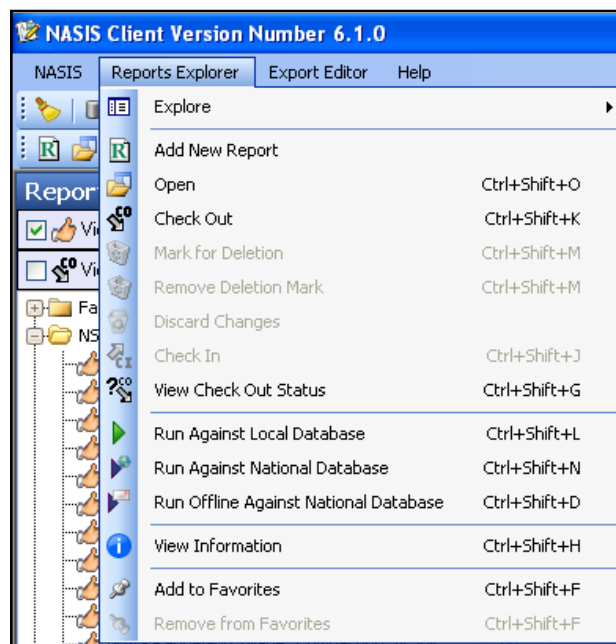 NASIS Client Version Number 6.1.0
NASIS Reports Explorer Export Editor Help
Explore
Add New Report
Open Ctrl+Shift+O
Check Out Ctrl+Shift+K
Mark for Deletion Ctrl+Shift+M
Remove Deletion Mark Ctrl+Shift+M
Discard Changes
Check In Ctrl+Shift+J
View Check Out Status Ctrl+Shift+G
Run Against Local Database Ctrl+Shift+L
Run Against National Database Ctrl+Shift+N
Run Offline Against National Database Ctrl+Shift+D
View Information Ctrl+Shift+H
Add to Favorites Ctrl+Shift+F
Remove from Favorites Ctrl+Shift+F